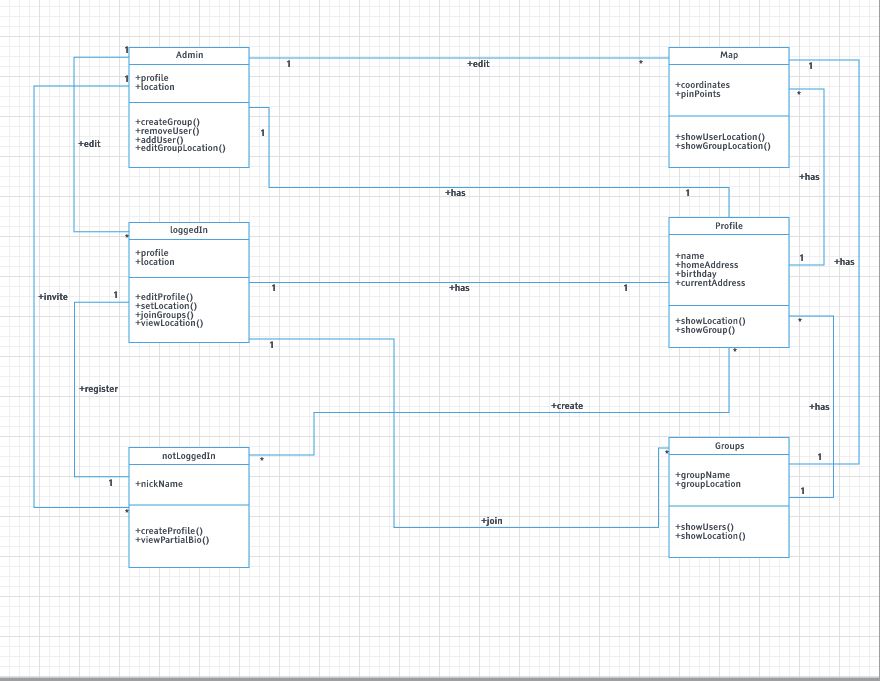 1
Admin
1
+profile
+location
+createGroup()
+removeUser()
+addUser()
+editGroupLocation()
1
+edit
*
Map
+coordinates
+pinPoints
+showUserLocation()
+showGroupLocation()
1
*
+edit
1
+has
1
+has
+has
*
loggedIn
+profile
+location
+editProfile()
+setLocation()
+joinGroups()
+viewLocation()
Profile
+name
+homeAddress
+birthday
+currentAddress
+showLocation()
+showGroup()
1
1
+has
1
+invite
1
1
*
*
+register
+create
+has
notLoggedIn
+nickName
+createProfile()
+viewPartialBio()
*
1
*
*
Groups
+groupName
+groupLocation
+showUsers()
+showLocation()
1
1
+join